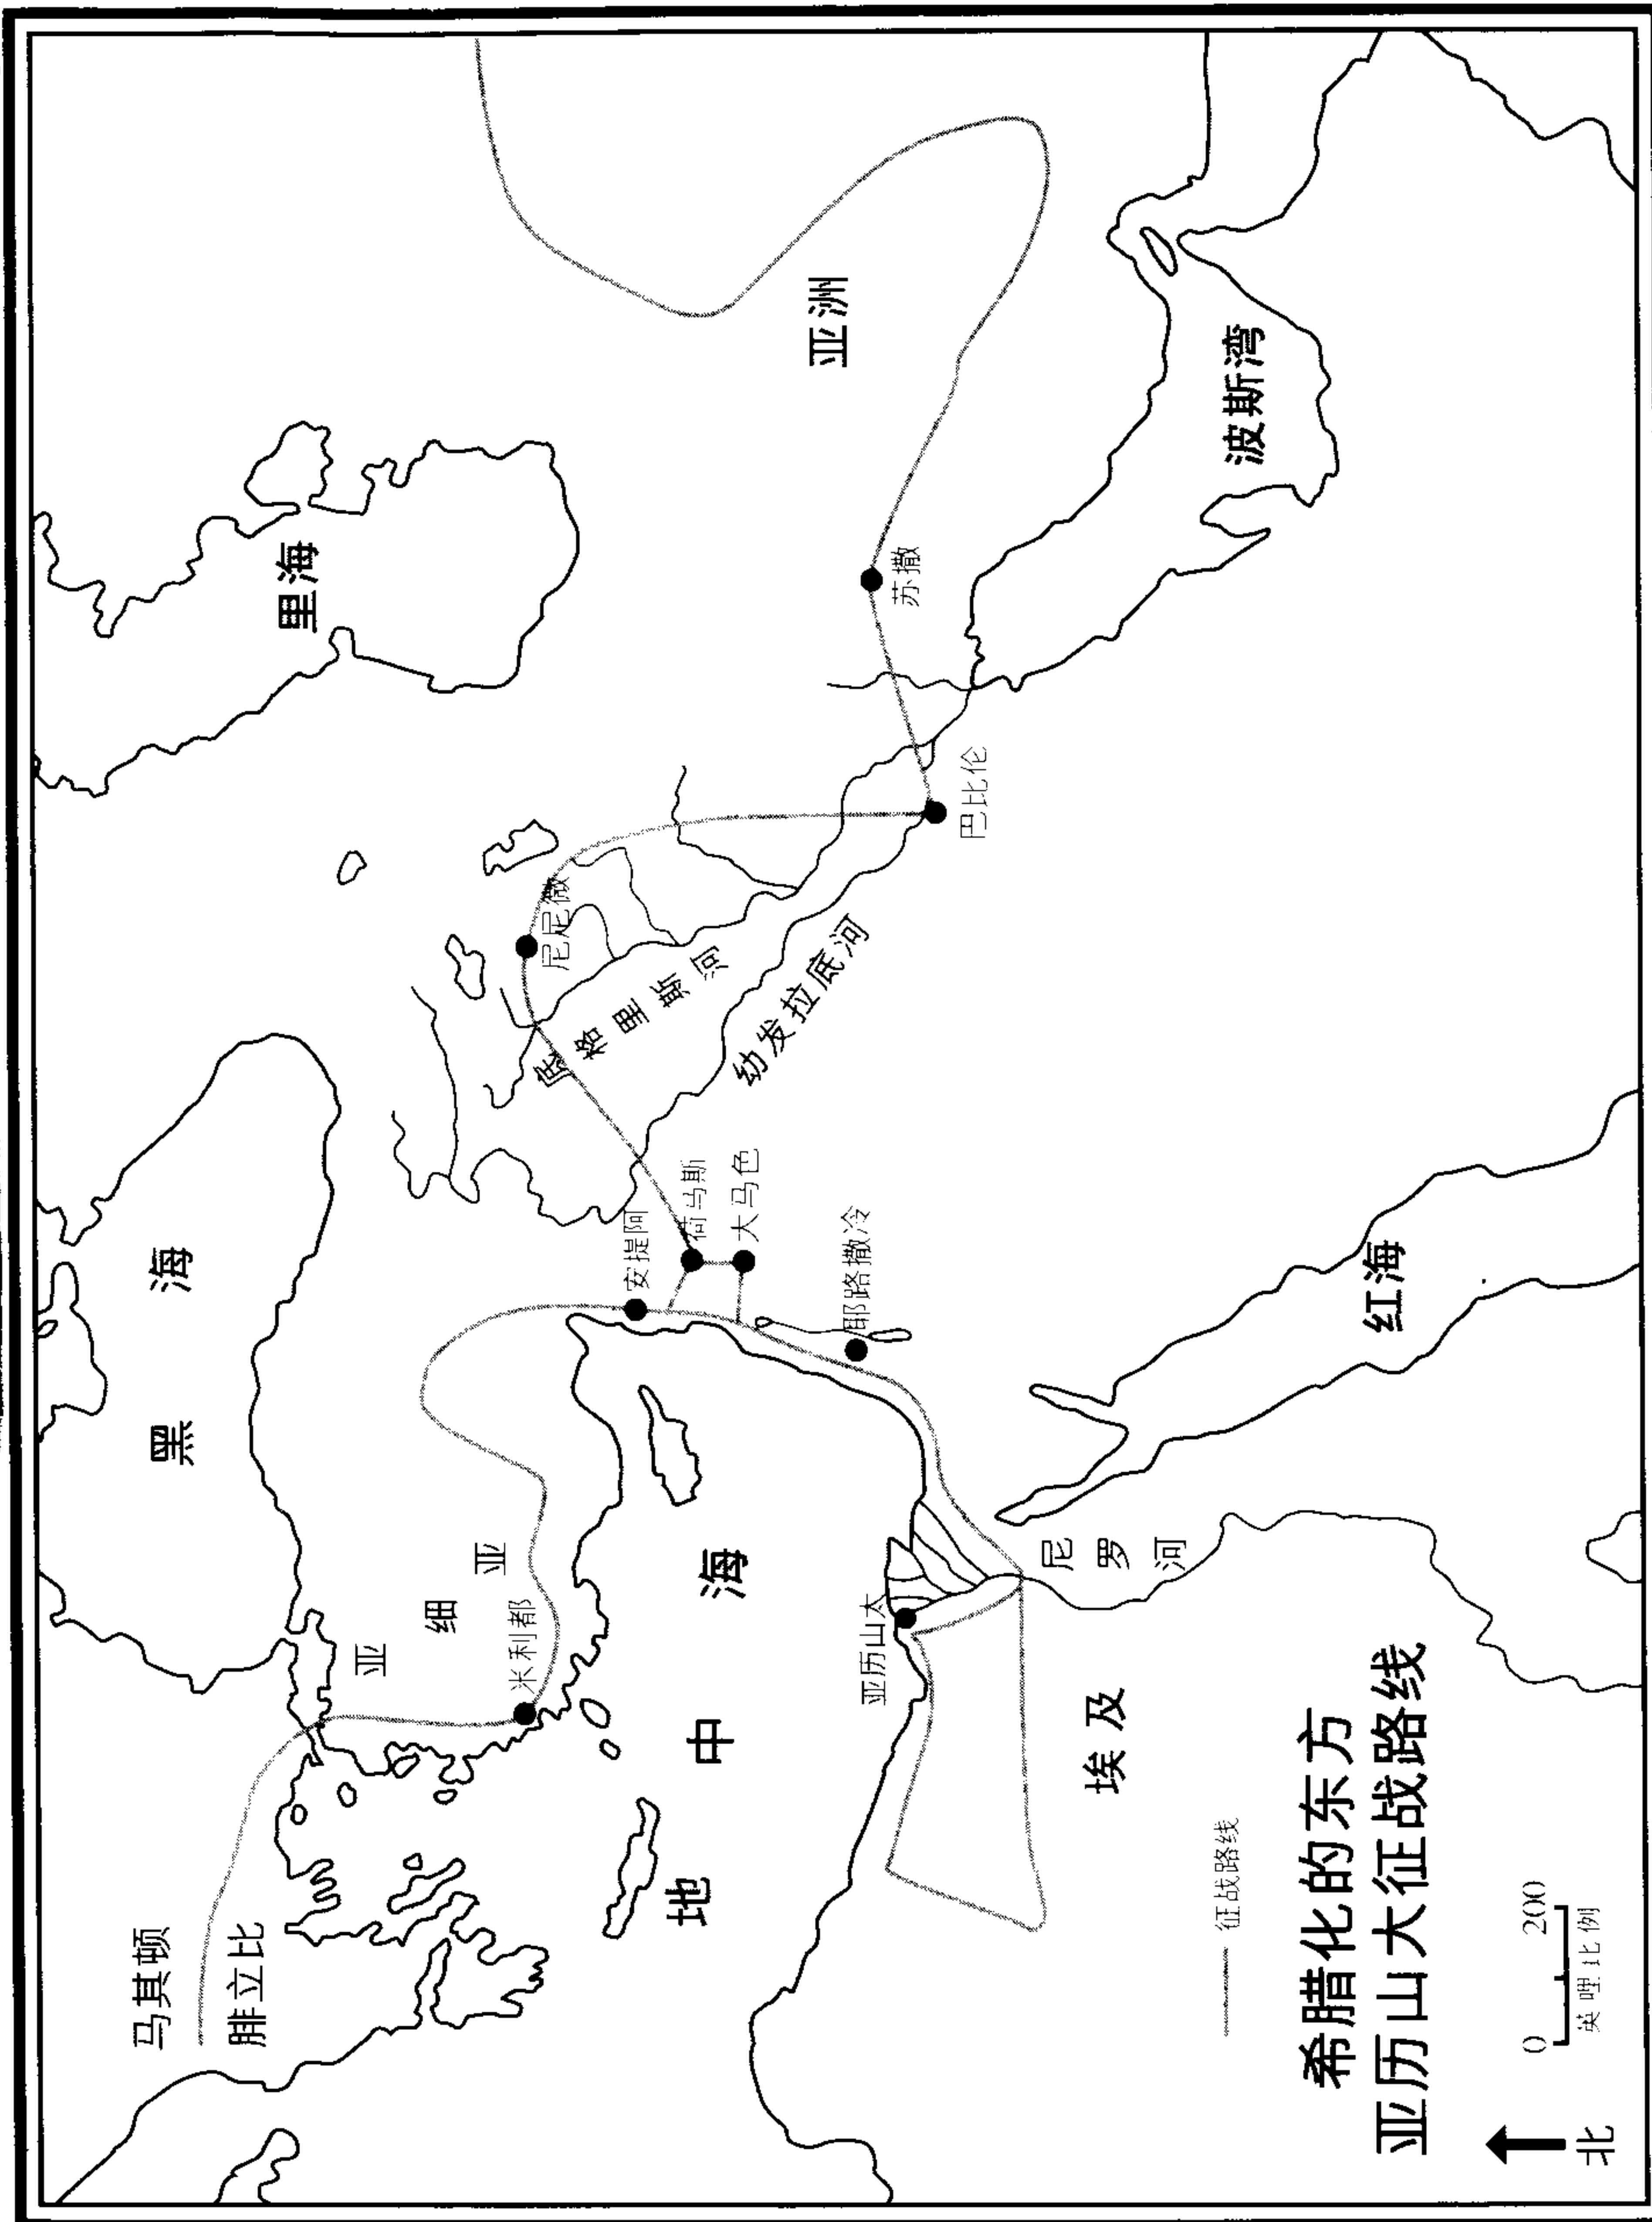 马其顿
腓立比
黑海
里海
亚细亚
米利都
地中海
安提阿
荷马斯
大马色
耶路撒冷
底格里斯河
尼尼微
幼发拉底河
巴比伦
苏撒
亚洲
波斯湾
红海
亚历山大
尼罗河
埃及
征战路线
希腊化的东方
亚历山大征战路线
0 200
英哩比例
北